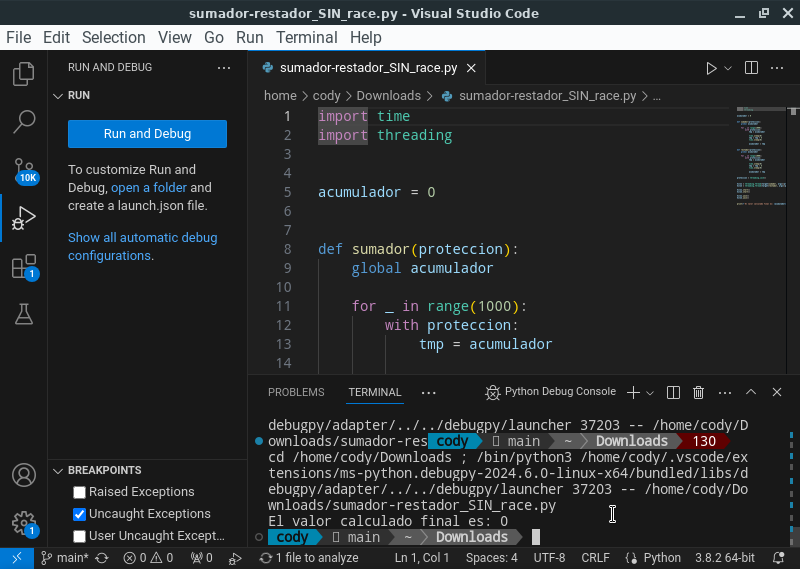 sumador-restador_SIN_race.py - Visual Studio Code
File Edit Selection View Go Run Terminal Help
RUN AND DEBUG
RUN
Run and Debug
To customize Run and
Debug, open a folder and
create a launch.json file.
Show all automatic debug
configurations.
10K
1
1
BREAKPOINTS
Raised Exceptions
Uncaught Exceptions
User Uncaught Except...
sumador-restador_SIN_race.py
home > cody > Downloads > sumador-restador_SIN_race.py > ...
1 import time
2 import threading
3
4
5 acumulador = 0
6
7
8 def sumador(proteccion):
9 global acumulador
10
11 for _ in range(1000):
12 with proteccion:
13 tmp = acumulador
14
PROBLEMS TERMINAL ... Python Debug Console
debugpy/adapter/../../debugpy/launcher 37203 -- /home/cody/D
ownloads/sumador-res cody main ~ Downloads 130
cd /home/cody/Downloads ; /bin/python3 /home/cody/.vscode/ex
tensions/ms-python.debugpy-2024.6.0-linux-x64/bundled/libs/d
ebugpy/adapter/../../debugpy/launcher 37203 -- /home/cody/Do
wnloads/sumador-restador_SIN_race.py
El valor calculado final es: 0
cody main ~ Downloads
main* 0 0 0 1 file to analyze Ln 1, Col 1 Spaces: 4 UTF-8 CRLF Python 3.8.2 64-bit